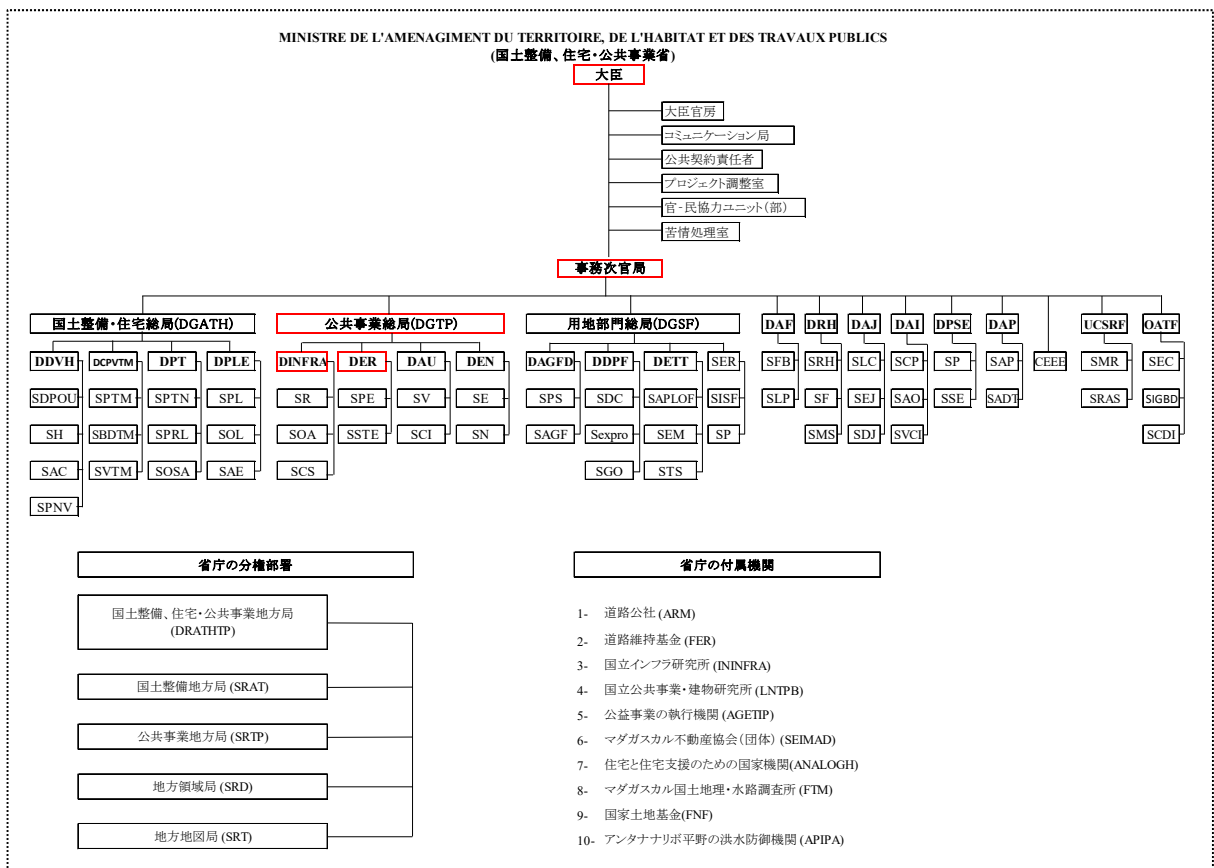 MINISTRE DE L'AMENAGIMENT DU TERRITOIRE, DE L'HABITAT ET DES TRAVAUX PUBLICS
(国土整備、住宅・公共事業省)
大臣
大臣官房
コミュニケーション局
公共契約責任者
プロジェクト調整室
官-民協力ユニット(部)
苦情処理室
事務次官局
国土整備・住宅総局(DGATH) 公共事業総局(DGTP) 用地部門総局(DGSF) DAF DRH DAJ DAI DPSE DAP UCSRF OATF
DDVH DCPVTM DPT DPLE DINFRA DER DAU DEN DAGFD DDPF DETT SER SFB SRH SLC SCP SP SAP CEEE SMR SEC
SDPOU SPTM SPTN SPL SR SPE SV SE SPS SDC SAPLOF SISF SLP SF SEJ SAO SSE SADT SRAS SIGBD
SH SBDTM SPRL SOL SOA SSTE SCI SN SAGF Sexpro SEM SP SMS SDJ SVCI SCDI
SAC SVTM SOSA SAE SCS SGO STS
SPNV
省庁の分権部署
国土整備、住宅・公共事業地方局
(DRATHTP)
国土整備地方局 (SRAT)
公共事業地方局 (SRTP)
地方領域局 (SRD)
地方地図局 (SRT)
省庁の付属機関
1- 道路公社 (ARM)
2- 道路維持基金 (FER)
3- 国立インフラ研究所 (ININFRA)
4- 国立公共事業・建物研究所 (LNTPB)
5- 公益事業の執行機関 (AGETIP)
6- マダガスカル不動産協会(団体) (SEIMAD)
7- 住宅と住宅支援のための国家機関(ANALOGH)
8- マダガスカル国土地理・水路調査所 (FTM)
9- 国家土地基金(FNF)
10- アンタナナリボ平野の洪水防御機関 (APIPA)